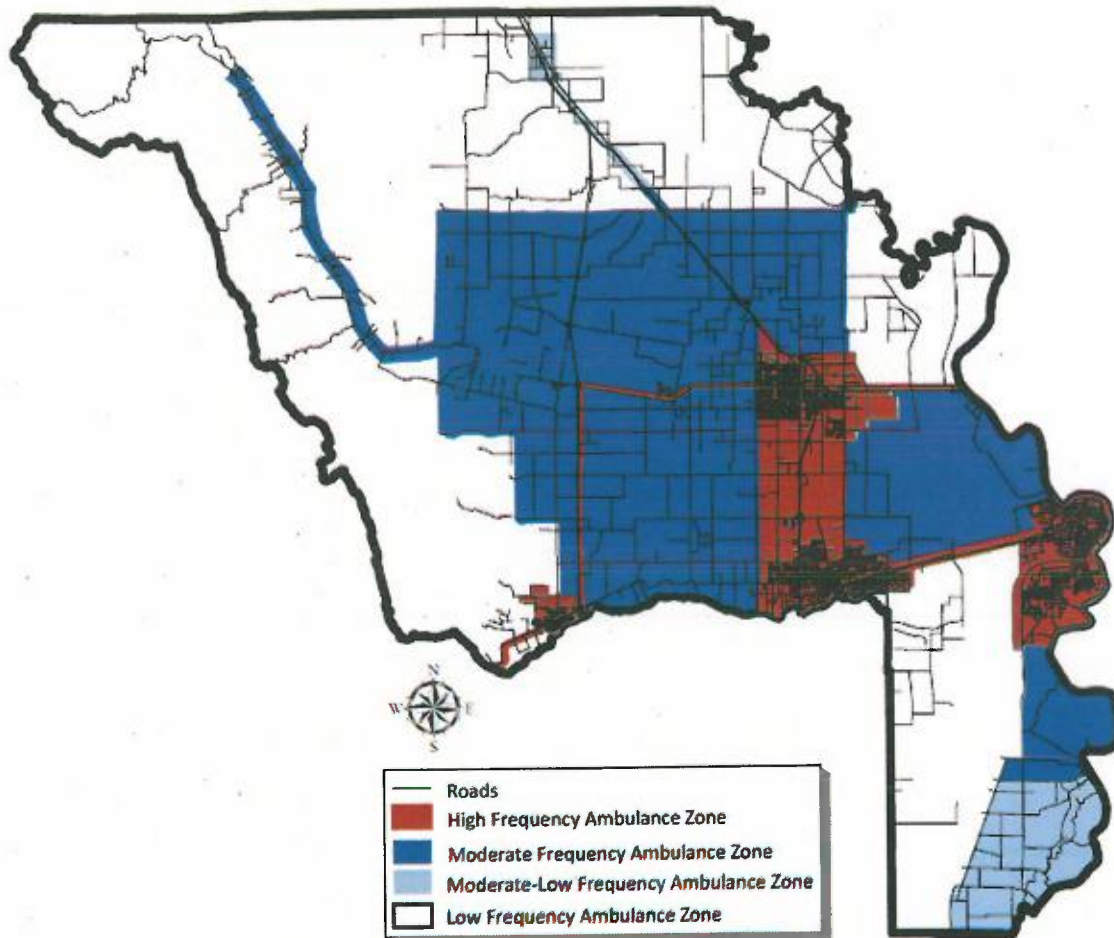 N
W E
S
Roads
High Frequency Ambulance Zone
Moderate Frequency Ambulance Zone
Moderate-Low Frequency Ambulance Zone
Low Frequency Ambulance Zone